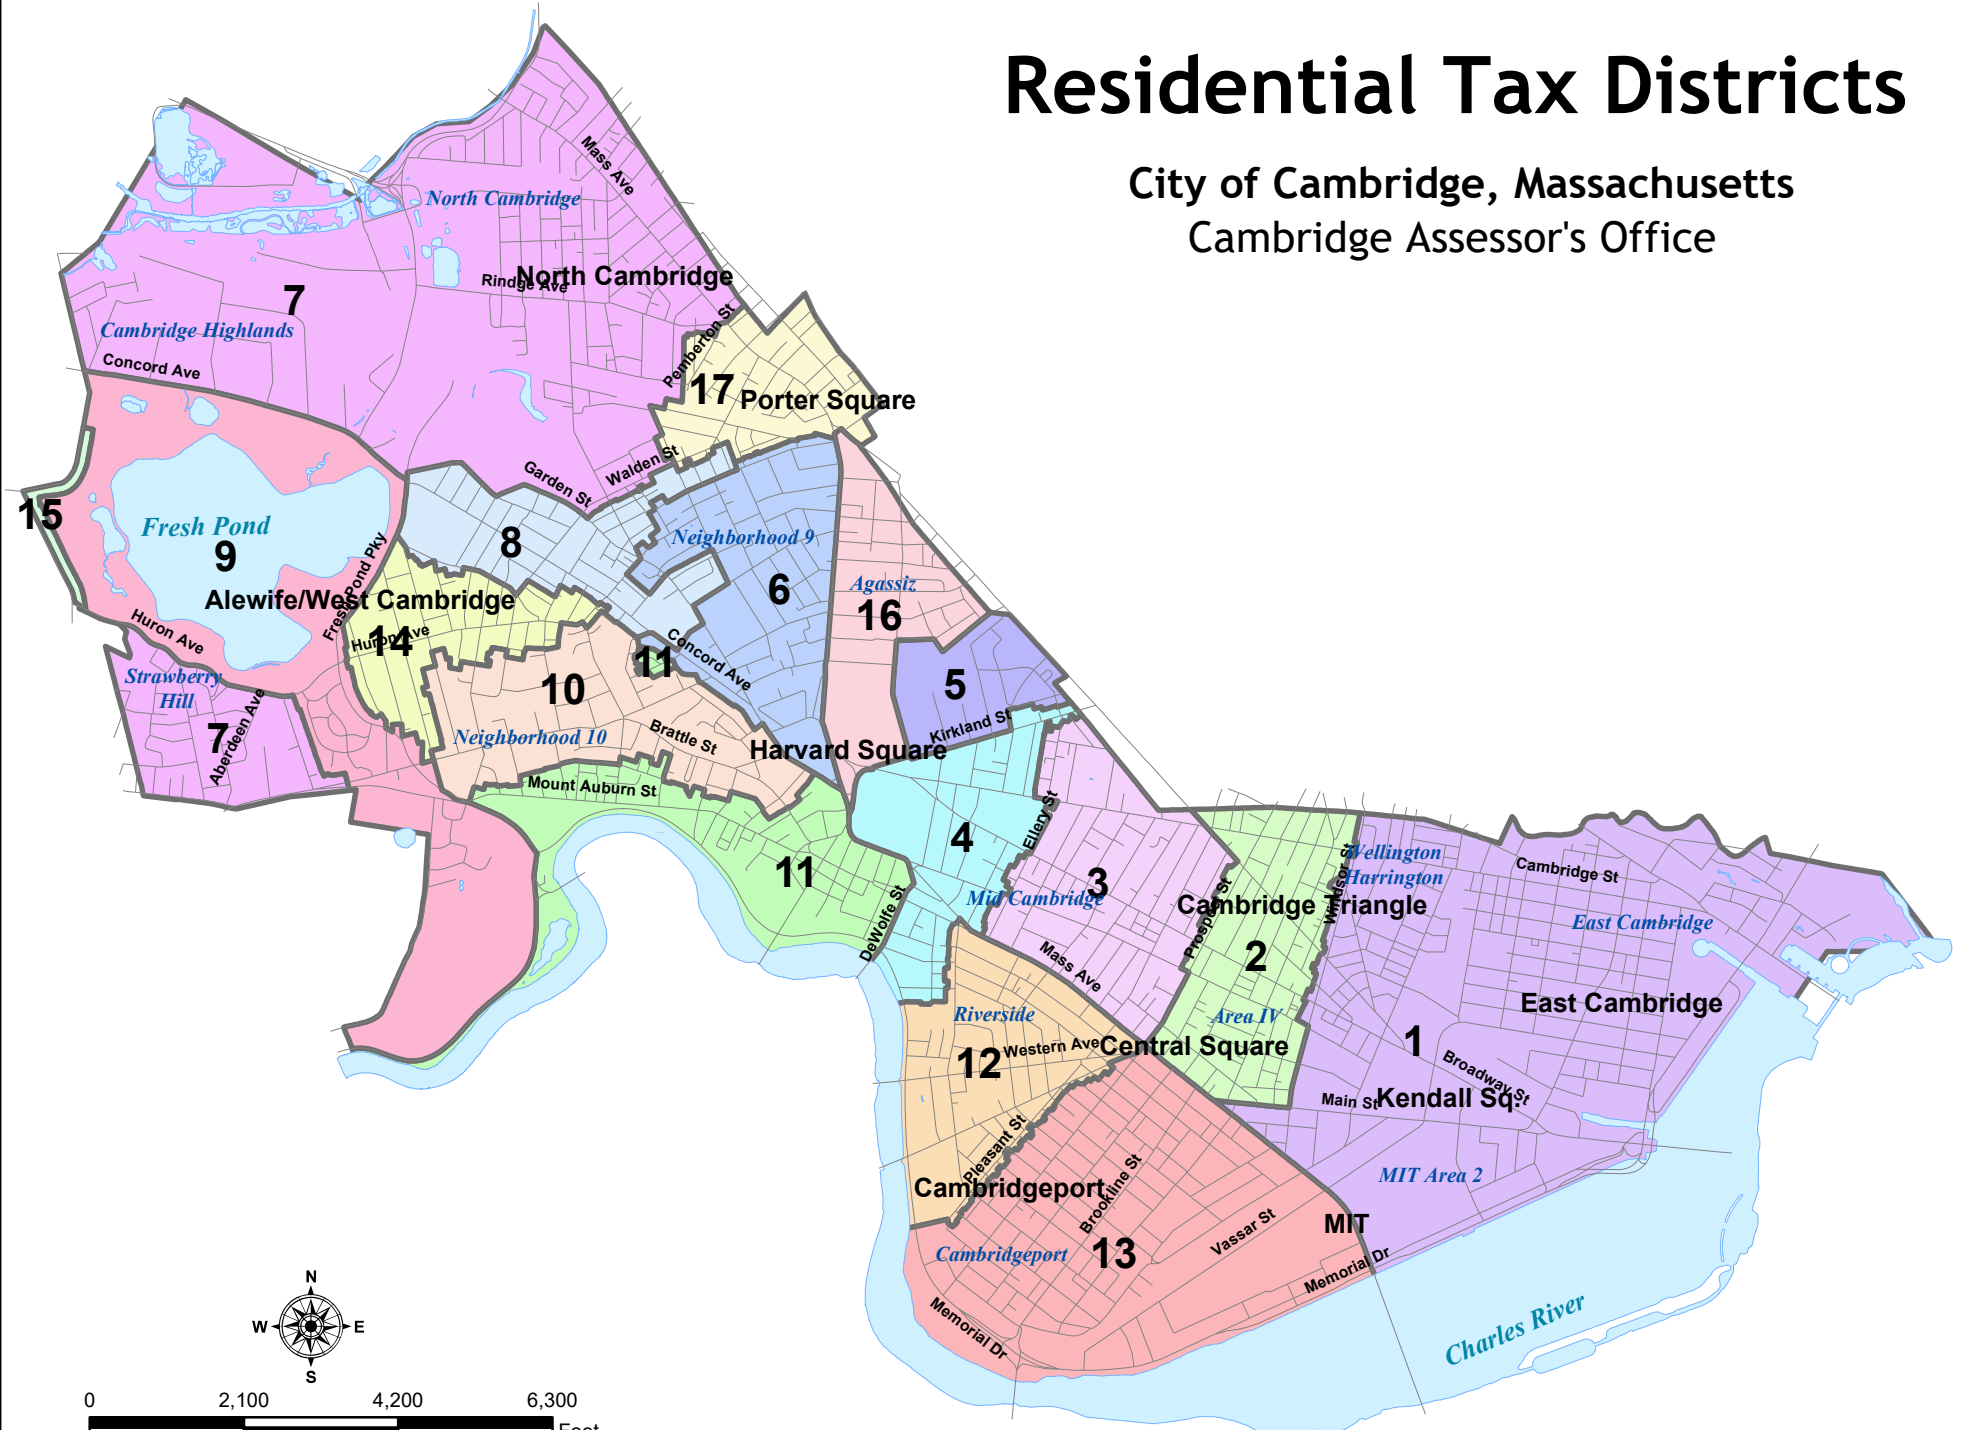 Residential Tax Districts
City of Cambridge, Massachusetts
Cambridge Assessor's Office
Mass Ave
North Cambridge
North Cambridge
Rindge Ave
7
Cambridge Highlands
Concord Ave
Pemberton St
17
Porter Square
Walden St
Garden St
15
Fresh Pond
9
8
Neighborhood 9
6
Agassiz
16
Fresh Pond Pky
Alewife/West Cambridge
Huron Ave
Huron Ave
14
11
Concord Ave
10
5
Kirkland St
Strawberry
Hill
7
Aberdeen Ave
Neighborhood 10
Brattle St
Harvard Square
Mount Auburn St
11
4
Ellery St
DeWolfe St
Mid Cambridge
3
Mass Ave
Prospect St
Cambridge Triangle
Windsor St
Wellington
Harrington
Cambridge St
East Cambridge
2
Area IV
East Cambridge
1
Riverside
12
Western Ave
Central Square
Broadway St
Main St
Kendall Sq.
Pleasant St
Cambridgeport
Brookline St
MIT Area 2
MIT
Vassar St
Cambridgeport
13
Memorial Dr
Memorial Dr
Charles River
N
W
E
S
0
2,100
4,200
6,300
Feet